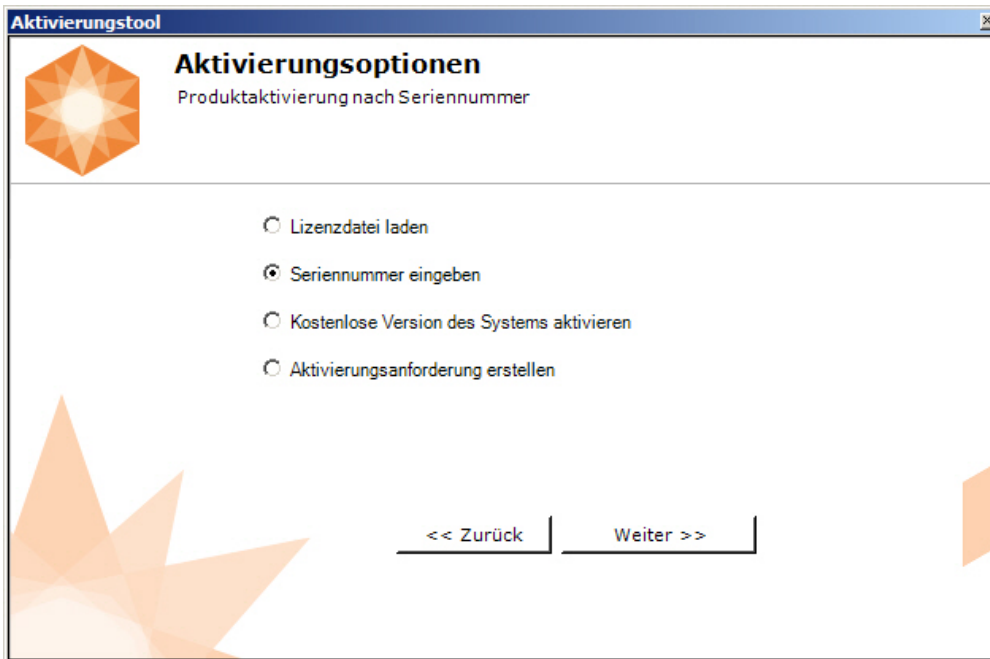 Aktivierungstool
Aktivierungsoptionen
Produktaktivierung nach Seriennummer
Lizenzdatei laden
Seriennummer eingeben
Kostenlose Version des Systems aktivieren
Aktivierungsanforderung erstellen
<< Zurück
Weiter >>